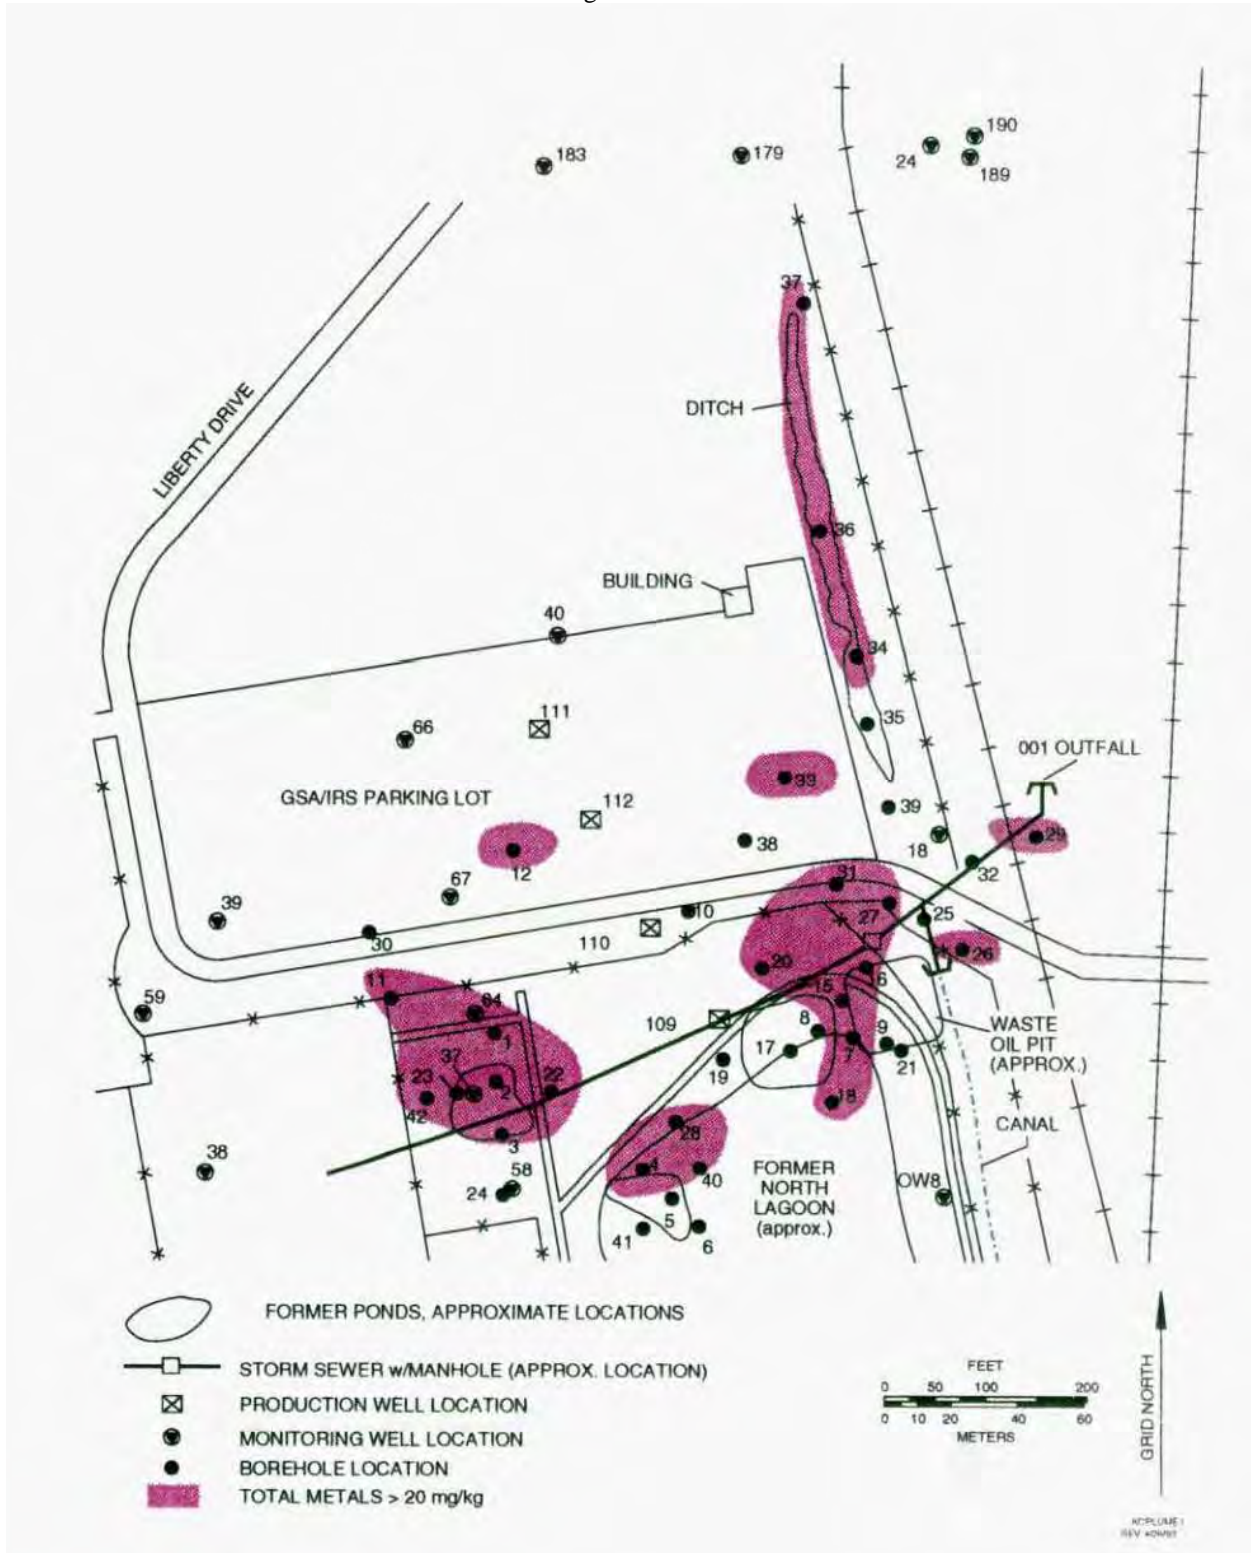 183
179
190
24
189
37
DITCH
LIBERTY DRIVE
36
BUILDING
40
34
111
66
35
001 OUTFALL
33
GSA/IRS PARKING LOT
112
39
29
18
38
12
32
67
31
39
10
27
25
30
110
26
20
16
11
59
64
15
109
WASTE
OIL PIT
(APPROX.)
8
9
1
17
7
21
37
19
23
2
22
42
18
CANAL
28
3
38
4
40
FORMER
NORTH
LAGOON
(approx.)
58
24
OW8
5
41
6
FORMER PONDS, APPROXIMATE LOCATIONS
STORM SEWER w/MANHOLE (APPROX. LOCATION)
PRODUCTION WELL LOCATION
MONITORING WELL LOCATION
BOREHOLE LOCATION
TOTAL METALS > 20 mg/kg
FEET
0 50 100 200
0 10 20 40 60
METERS
GRID NORTH